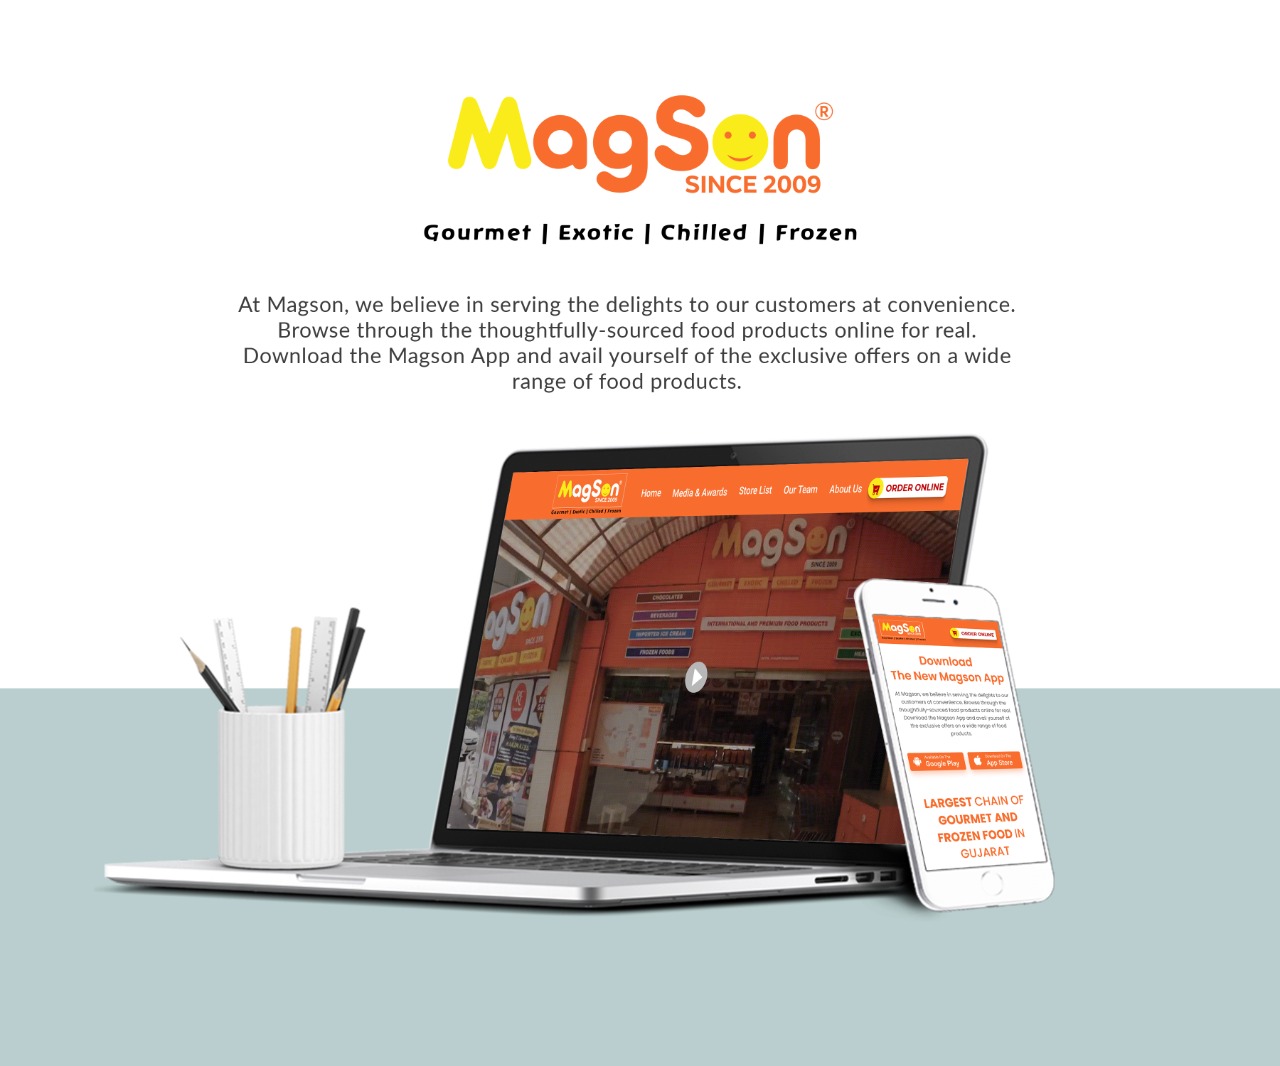 MagSon®
SINCE 2009
Gourmet | Exotic | Chilled | Frozen
At Magson, we believe in serving the delights to our customers at convenience.
Browse through the thoughtfully-sourced food products online for real.
Download the Magson App and avail yourself of the exclusive offers on a wide
range of food products.
MagSon
SINCE 2009
Gourmet | Exotic | Chilled | Frozen
Home Media & Awards Store List Our Team About Us ORDER ONLINE
MagSon
SINCE 2009
GOURMET EXOTIC CHILLED FROZEN
CHOCOLATES
BEVERAGES
IMPORTED ICE CREAM
FROZEN FOODS
INTERNATIONAL AND PREMIUM FOOD PRODUCTS
agSon
MagSon
ORDER ONLINE
Download
The New Magson App
At Magson, we believe in serving the delights to our
customers at convenience. Browse through the
thoughtfully-sourced food products online for real.
Download the Magson App and avail yourself of
the exclusive offers on a wide range of food
products.
Google Play
App Store
LARGEST CHAIN OF
GOURMET AND
FROZEN FOOD IN
GUJARAT